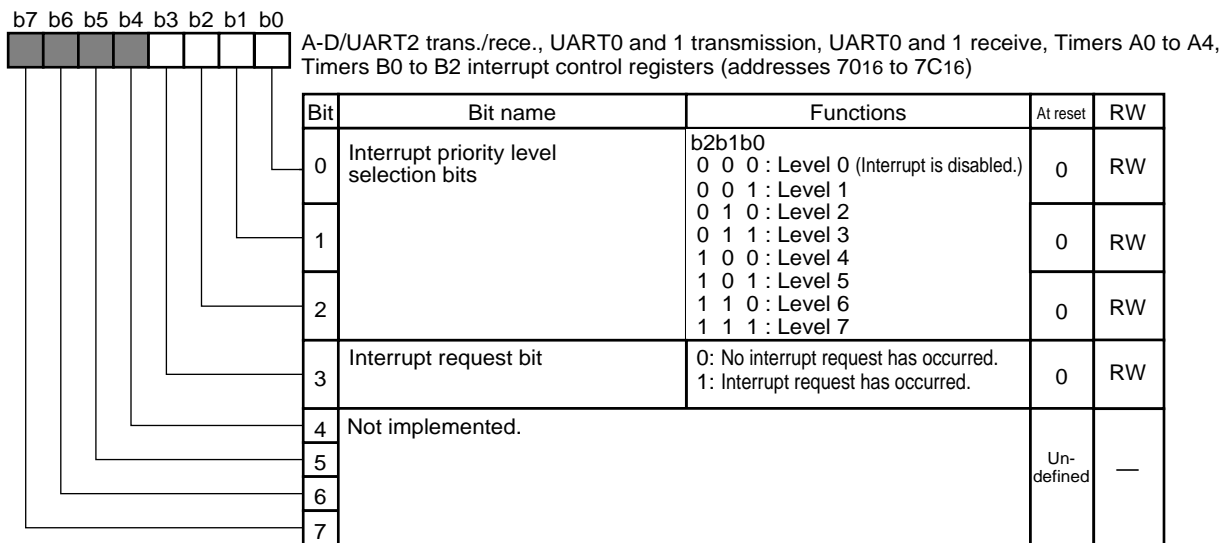 b7 b6 b5 b4 b3 b2 b1 b0
A-D/UART2 trans./rece., UART0 and 1 transmission, UART0 and 1 receive, Timers A0 to A4,
Timers B0 to B2 interrupt control registers (addresses 7016 to 7C16)
Bit Bit name Functions At reset RW
0 Interrupt priority level selection bits b2b1b0 0 RW
0 0 0 : Level 0 (Interrupt is disabled.)
0 0 1 : Level 1
0 1 0 : Level 2
1 0 1 1 : Level 3 0 RW
1 0 0 : Level 4
1 0 1 : Level 5
2 1 1 0 : Level 6 0 RW
1 1 1 : Level 7
3 Interrupt request bit 0: No interrupt request has occurred. 0 RW
1: Interrupt request has occurred.
4 Not implemented. Un-
5 defined —
6
7